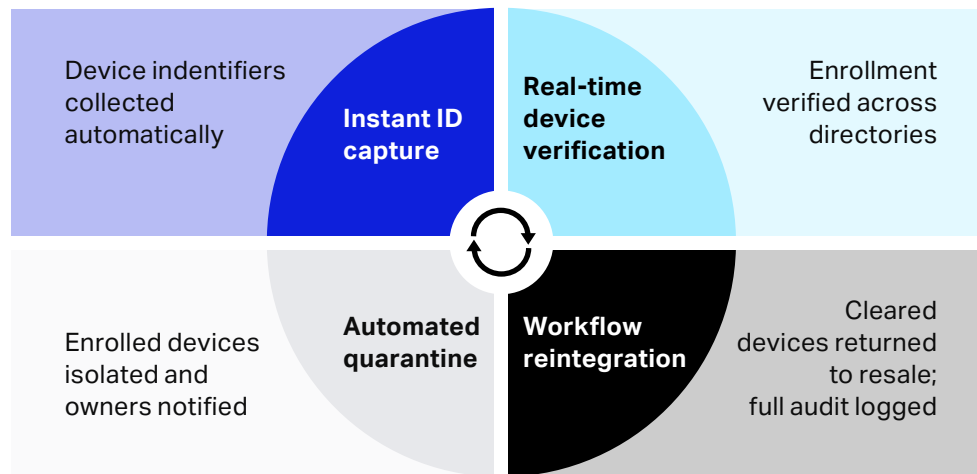 Device indentifiers
collected
automatically
Instant ID
capture
Real-time
device
verification
Enrollment
verified across
directories
Enrolled devices
isolated and
owners notified
Automated
quarantine
Workflow
reintegration
Cleared
devices returned
to resale;
full audit logged